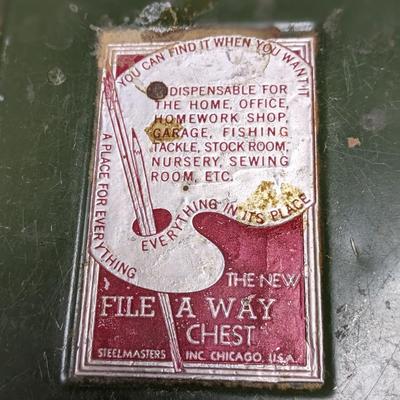 YOU CAN FIND IT WHEN YOU WANT IT
NDISPENSABLE FOR
THE HOME, OFFICE,
HOMEWORK SHOP,
GARAGE, FISHING
TACKLE, STOCK ROOM,
NURSERY, SEWING
ROOM, ETC.
A PLACE FOR EVERYTHING
EVERYTHING IN ITS PLACE
THE NEW
FILE A WAY
CHEST
STEELMASTERS INC. CHICAGO, U.S.A.